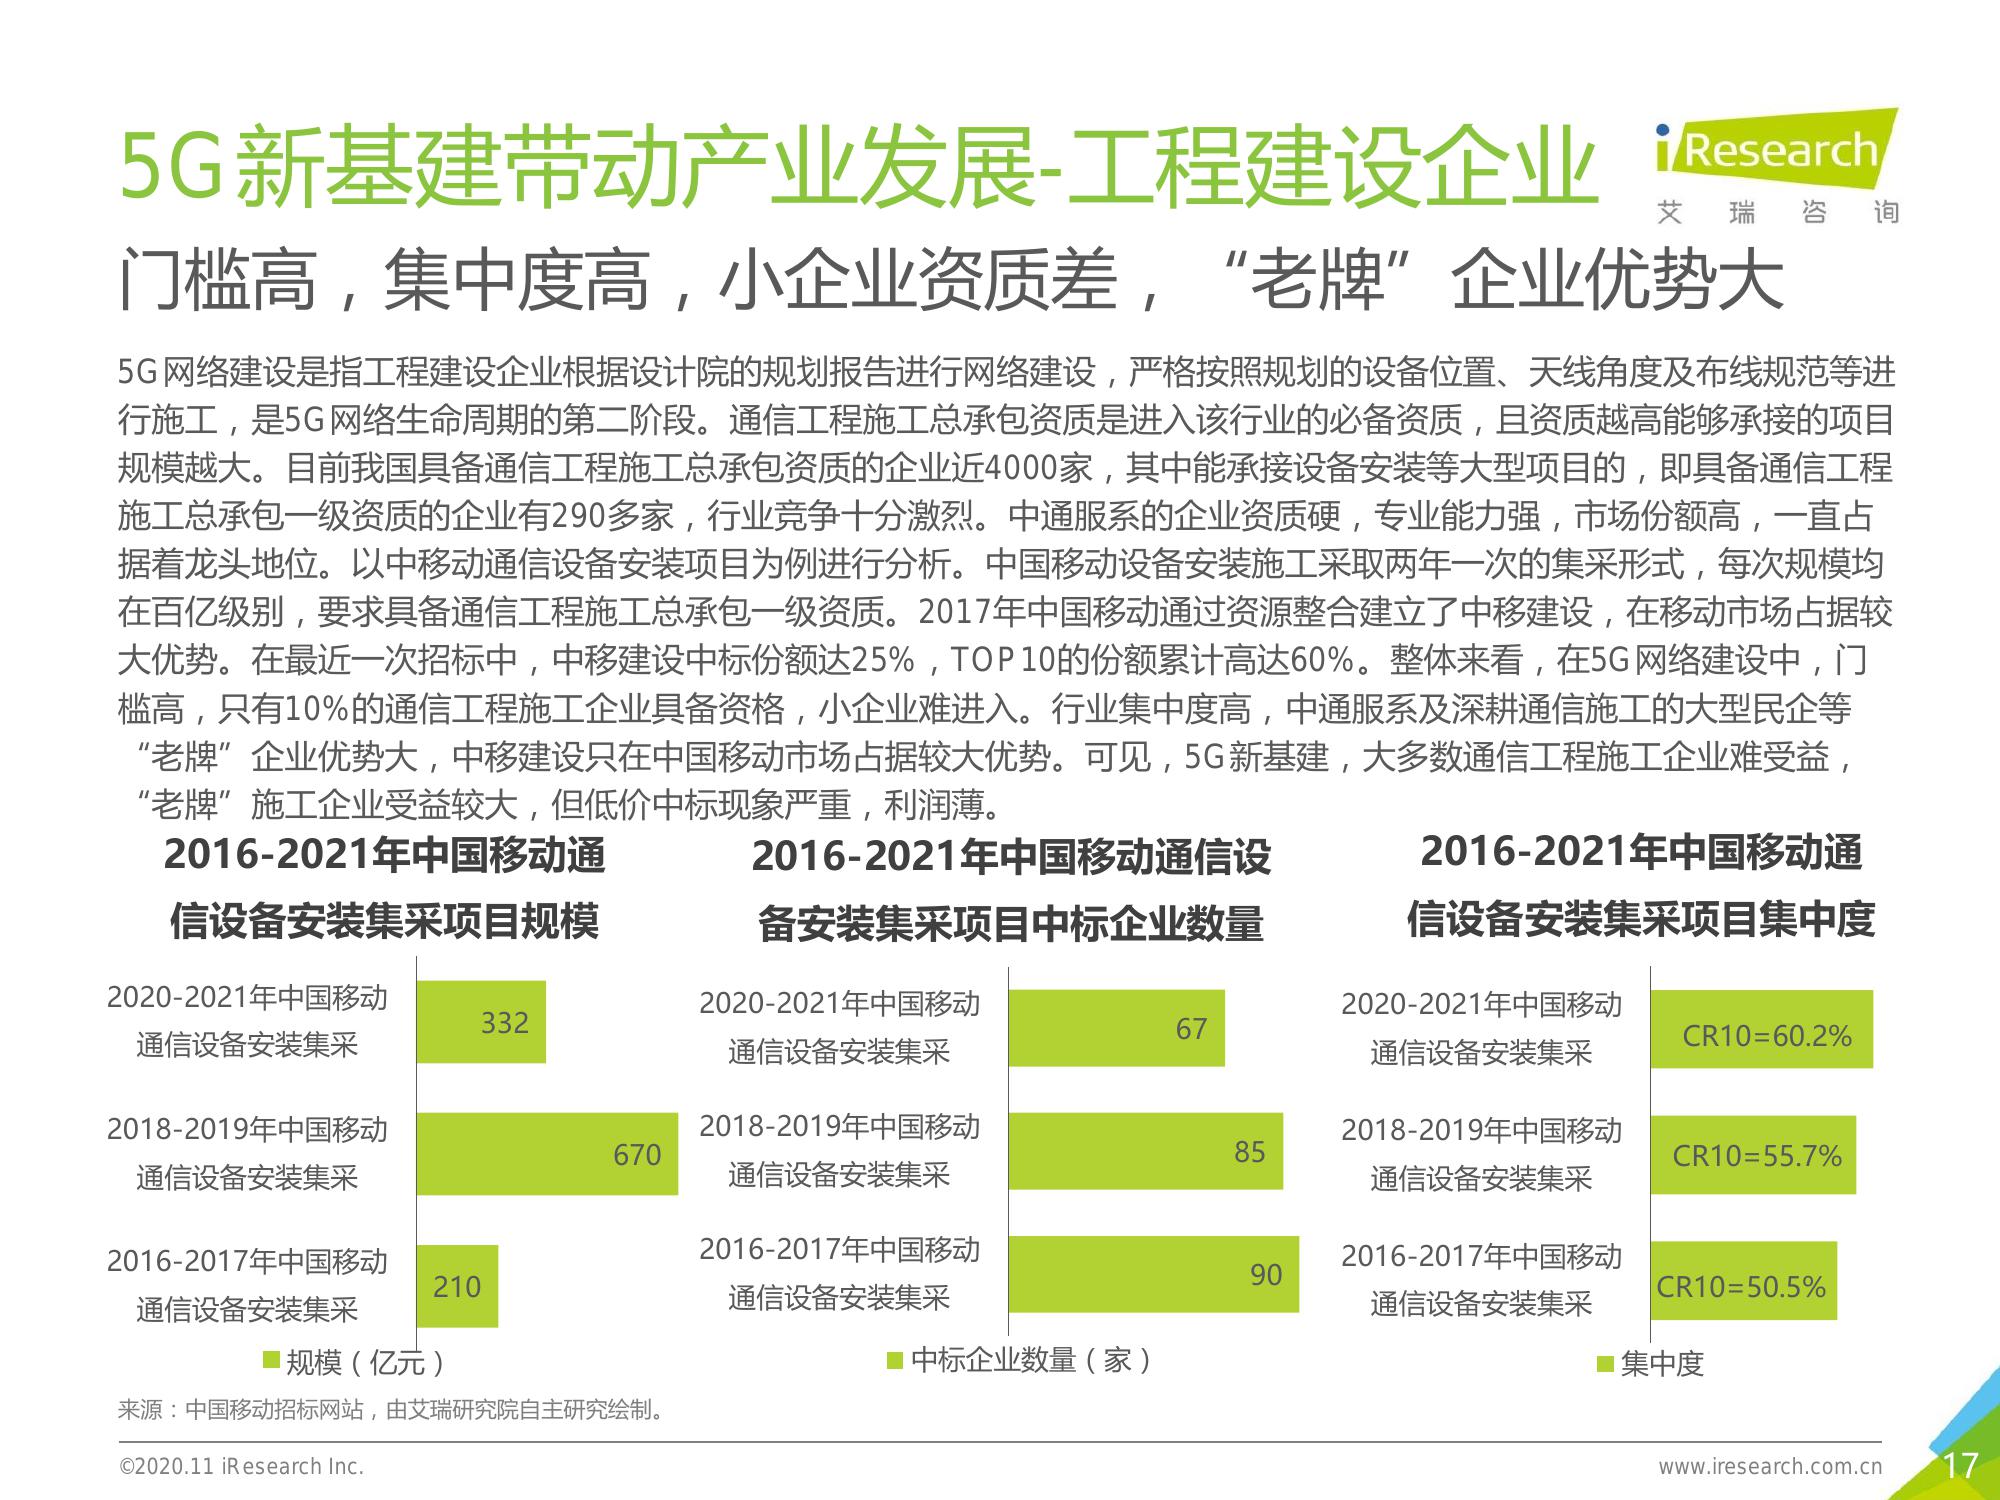 5G新基建带动产业发展-工程建设企业
iResearch
艾瑞咨询
门槛高，集中度高，小企业资质差，“老牌”企业优势大
5G网络建设是指工程建设企业根据设计院的规划报告进行网络建设，严格按照规划的设备位置、天线角度及布线规范等进
行施工，是5G网络生命周期的第二阶段。通信工程施工总承包资质是进入该行业的必备资质，且资质越高能够承接的项目
规模越大。目前我国具备通信工程施工总承包资质的企业近4000家，其中能承接设备安装等大型项目的，即具备通信工程
施工总承包一级资质的企业有290多家，行业竞争十分激烈。中通服系的企业资质硬，专业能力强，市场份额高，一直占
据着龙头地位。以中移动通信设备安装项目为例进行分析。中国移动设备安装施工采取两年一次的集采形式，每次规模均
在百亿级别，要求具备通信工程施工总承包一级资质。2017年中国移动通过资源整合建立了中移建设，在移动市场占据较
大优势。在最近一次招标中，中移建设中标份额达25%，TOP10的份额累计高达60%。整体来看，在5G网络建设中，门
槛高，只有10%的通信工程施工企业具备资格，小企业难进入。行业集中度高，中通服系及深耕通信施工的大型民企等
“老牌”企业优势大，中移建设只在中国移动市场占据较大优势。可见，5G新基建，大多数通信工程施工企业难受益，
“老牌”施工企业受益较大，但低价中标现象严重，利润薄。
2016-2021年中国移动通
信设备安装集采项目规模
2020-2021年中国移动
通信设备安装集采
332
2018-2019年中国移动
通信设备安装集采
670
2016-2017年中国移动
通信设备安装集采
210
规模（亿元）
2016-2021年中国移动通信设
备安装集采项目中标企业数量
2020-2021年中国移动
通信设备安装集采
67
2018-2019年中国移动
通信设备安装集采
85
2016-2017年中国移动
通信设备安装集采
90
中标企业数量（家）
2016-2021年中国移动通
信设备安装集采项目集中度
2020-2021年中国移动
通信设备安装集采
CR10=60.2%
2018-2019年中国移动
通信设备安装集采
CR10=55.7%
2016-2017年中国移动
通信设备安装集采
CR10=50.5%
集中度
来源：中国移动招标网站，由艾瑞研究院自主研究绘制。
©2020.11 iResearch Inc.
www.iresearch.com.cn
17